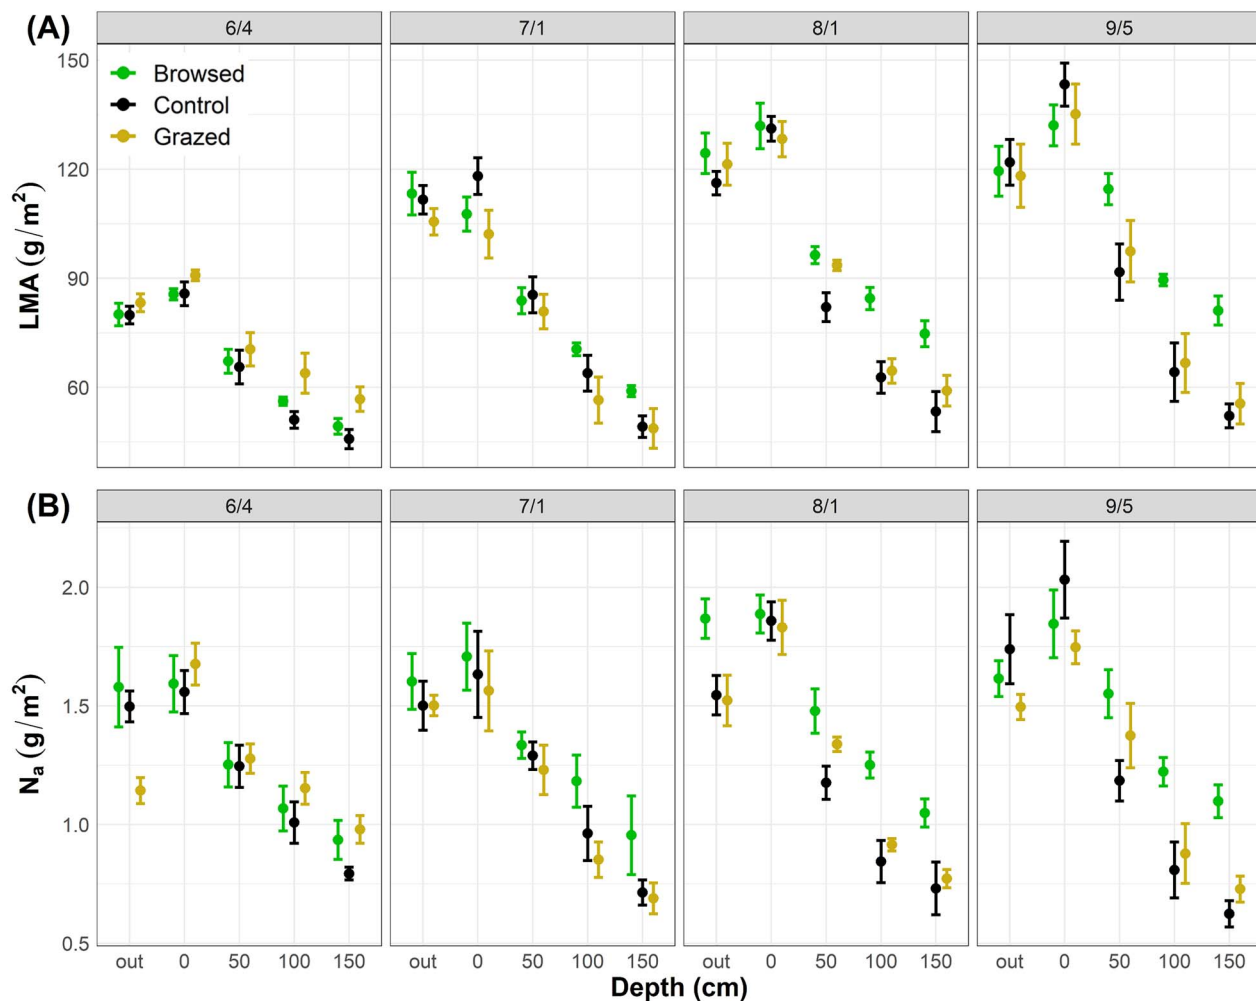 (A)
6/4 7/1 8/1 9/5
Browsed
Control
Grazed
150
120
90
60
LMA (g/m²)
(B)
6/4 7/1 8/1 9/5
2.0
1.5
1.0
0.5
Nₐ (g/m²)
out 0 50 100 150 out 0 50 100 150 out 0 50 100 150 out 0 50 100 150
Depth (cm)